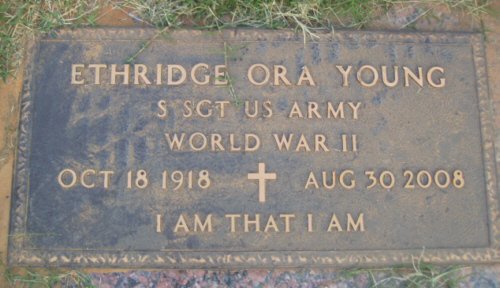 ETHRIDGE ORA YOUNG
S SGT US ARMY
WORLD WAR II
OCT 18 1918 AUG 30 2008
I AM THAT I AM